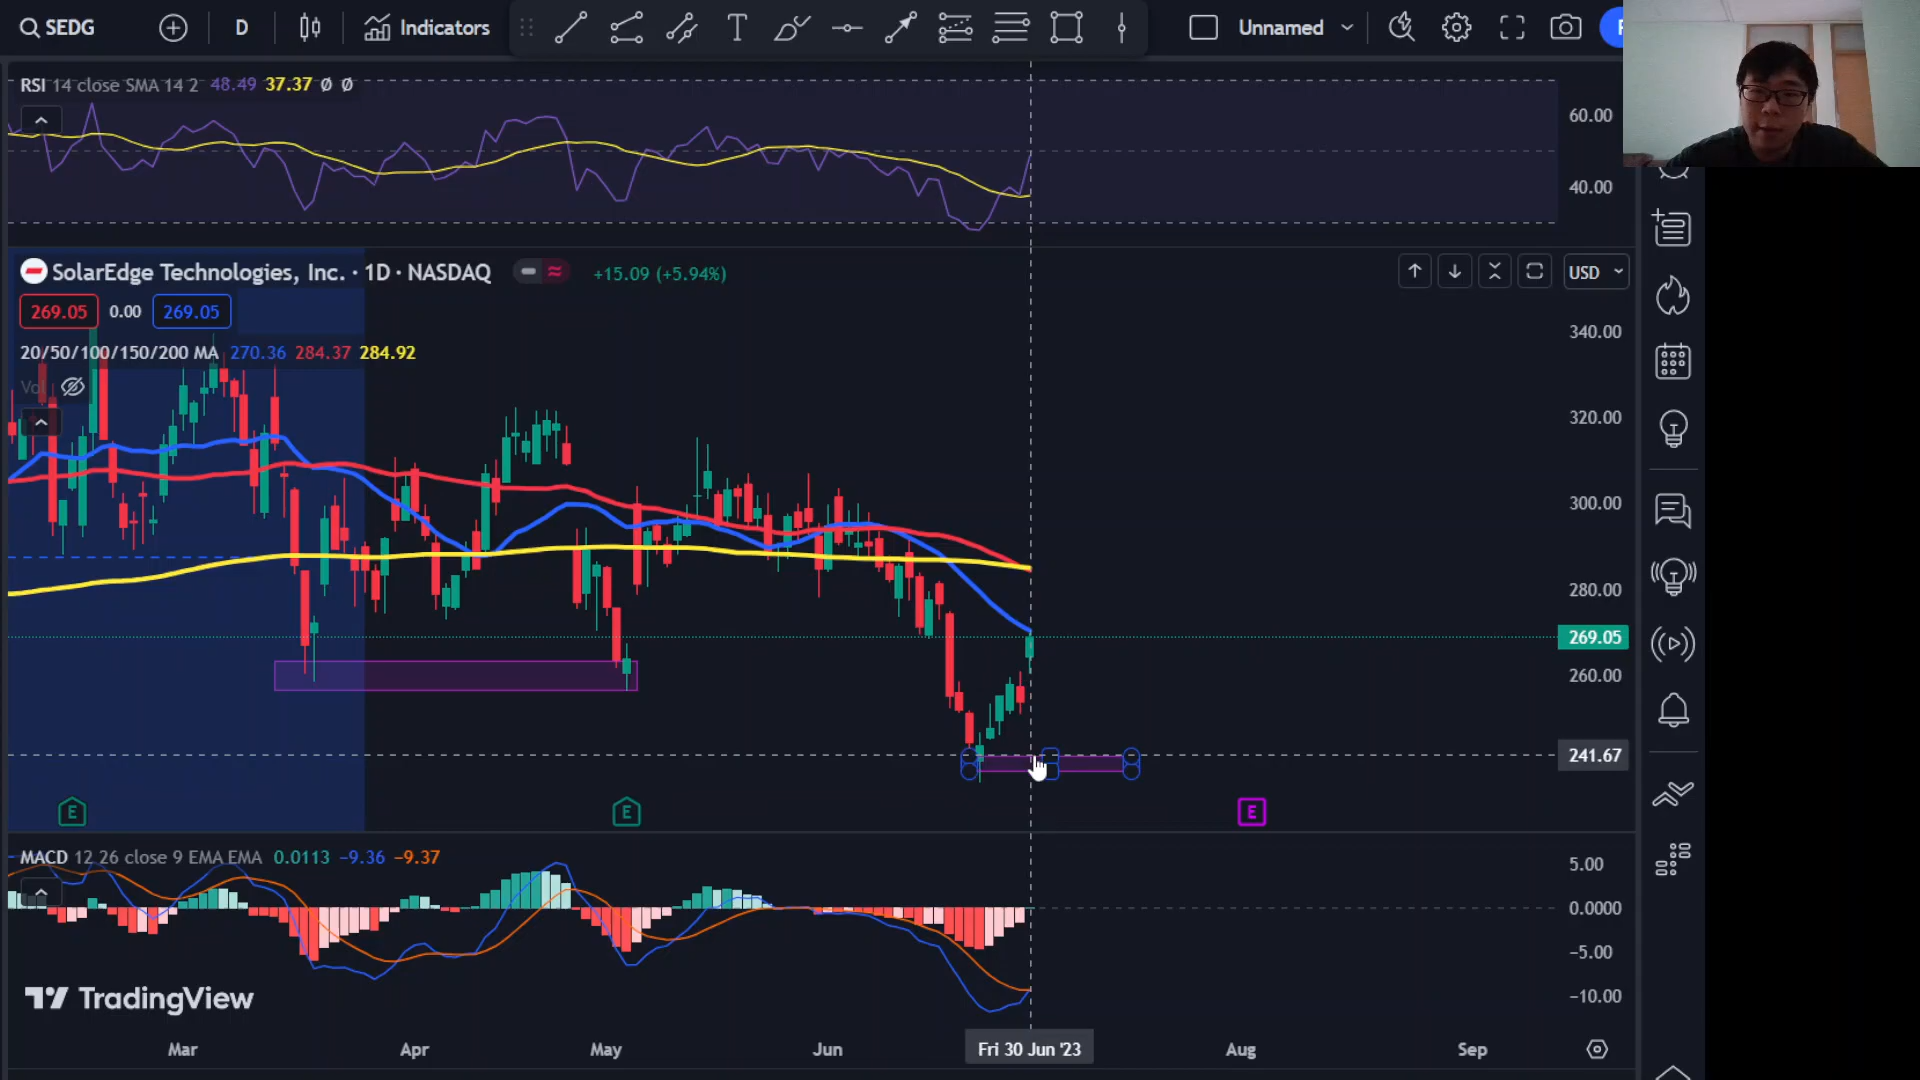 SEDG D Indicators T Unnamed
RSI 14 close SMA 14 2 48.49 37.37 Ø Ø
60.00
40.00
SolarEdge Technologies, Inc. · 1D · NASDAQ +15.09 (+5.94%) USD
269.05 0.00 269.05
340.00
20/50/100/150/200 MA 270.36 284.37 284.92
Vol
320.00
300.00
280.00
269.05
260.00
241.67
E E E
MACD 12 26 close 9 EMA EMA 0.0113 −9.36 −9.37
5.00
0.0000
−5.00
−10.00
TradingView
Mar Apr May Jun Fri 30 Jun '23 Aug Sep